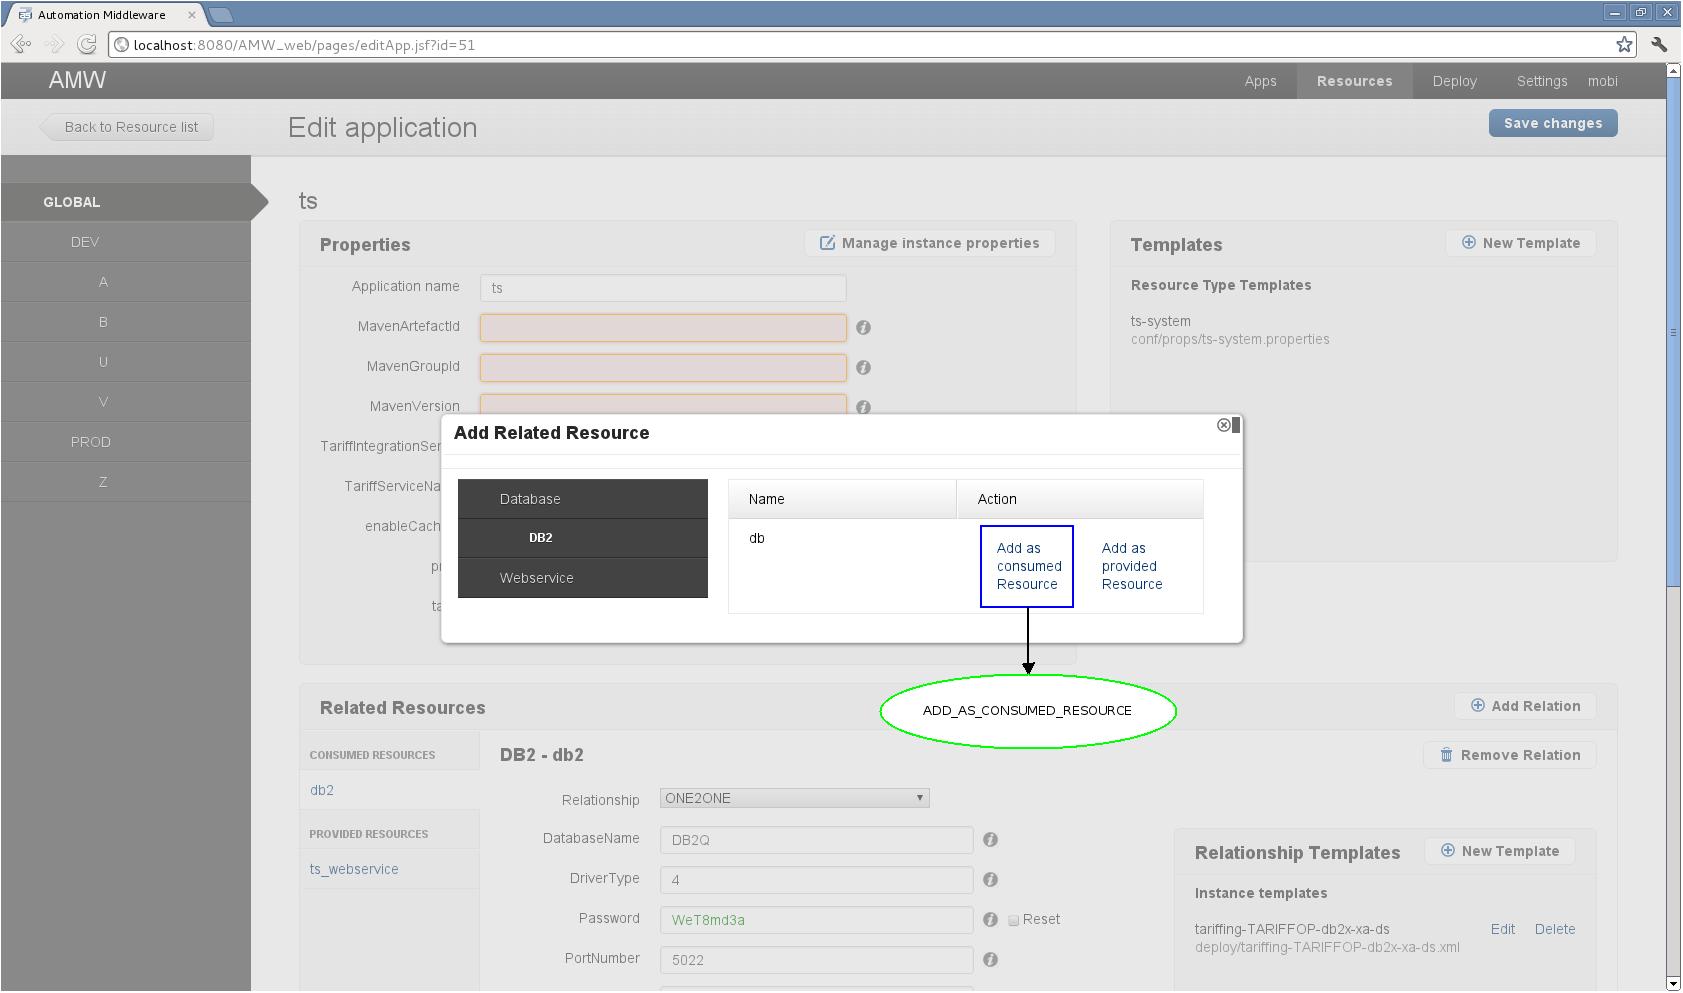 Automation Middleware
localhost:8080/AMW_web/pages/editApp.jsf?id=51
AMW
Apps
Resources
Deploy
Settings
mobi
Back to Resource list
Edit application
Save changes
GLOBAL
DEV
A
B
U
V
PROD
Z
ts
Properties
Manage instance properties
Application name
ts
MavenArtefactId
MavenGroupId
MavenVersion
TariffIntegrationSer
TariffServiceNa
enableCach
Templates
New Template
Resource Type Templates
ts-system
conf/props/ts-system.properties
Add Related Resource
Database
DB2
Webservice
Name
Action
db
Add as
consumed
Resource
Add as
provided
Resource
ADD_AS_CONSUMED_RESOURCE
Related Resources
Add Relation
CONSUMED RESOURCES
db2
PROVIDED RESOURCES
ts_webservice
DB2 - db2
Remove Relation
Relationship
ONE2ONE
DatabaseName
DB2Q
DriverType
4
Password
WeT8md3a
Reset
PortNumber
5022
Relationship Templates
New Template
Instance templates
tariffing-TARIFFOP-db2x-xa-ds
Edit
Delete
deploy/tariffing-TARIFFOP-db2x-xa-ds.xml